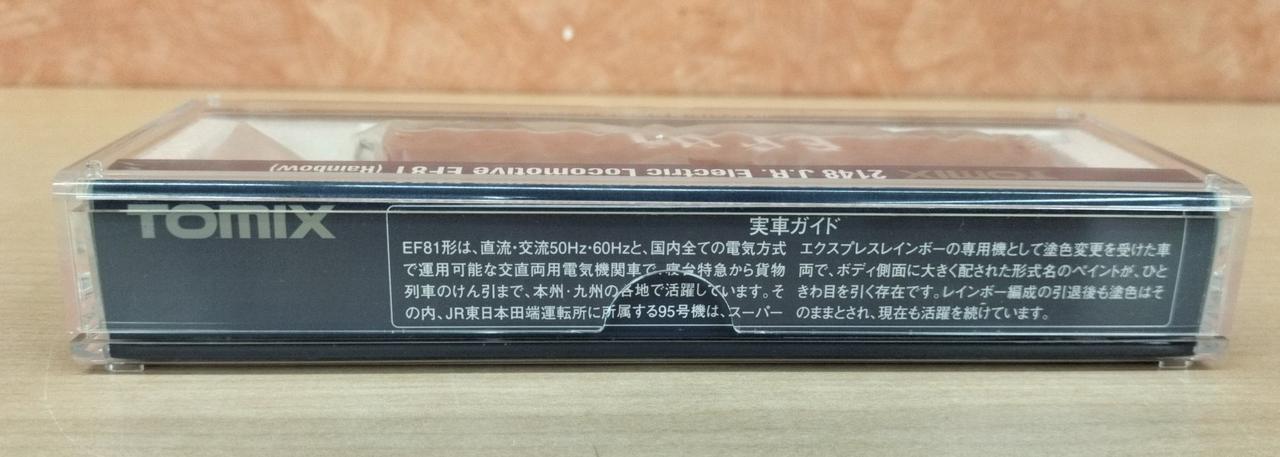 2148 J.R. Electric Locomotive EF81 (Rainbow)
TOMIX
TOMIX
実車ガイド
EF81形は、直流・交流50Hz・60Hzと、国内全ての電気方式
で運用可能な交直両用電気機関車で、寝台特急から貨物
列車のけん引まで、本州・九州の各地で活躍しています。そ
の内、JR東日本田端運転所に所属する95号機は、スーパー
エクスプレスレインボーの専用機として塗色変更を受けた車
両で、ボディ側面に大きく配された形式名のペイントが、ひと
きわ目を引く存在です。レインボー編成の引退後も塗色はそ
のままとされ、現在も活躍を続けています。